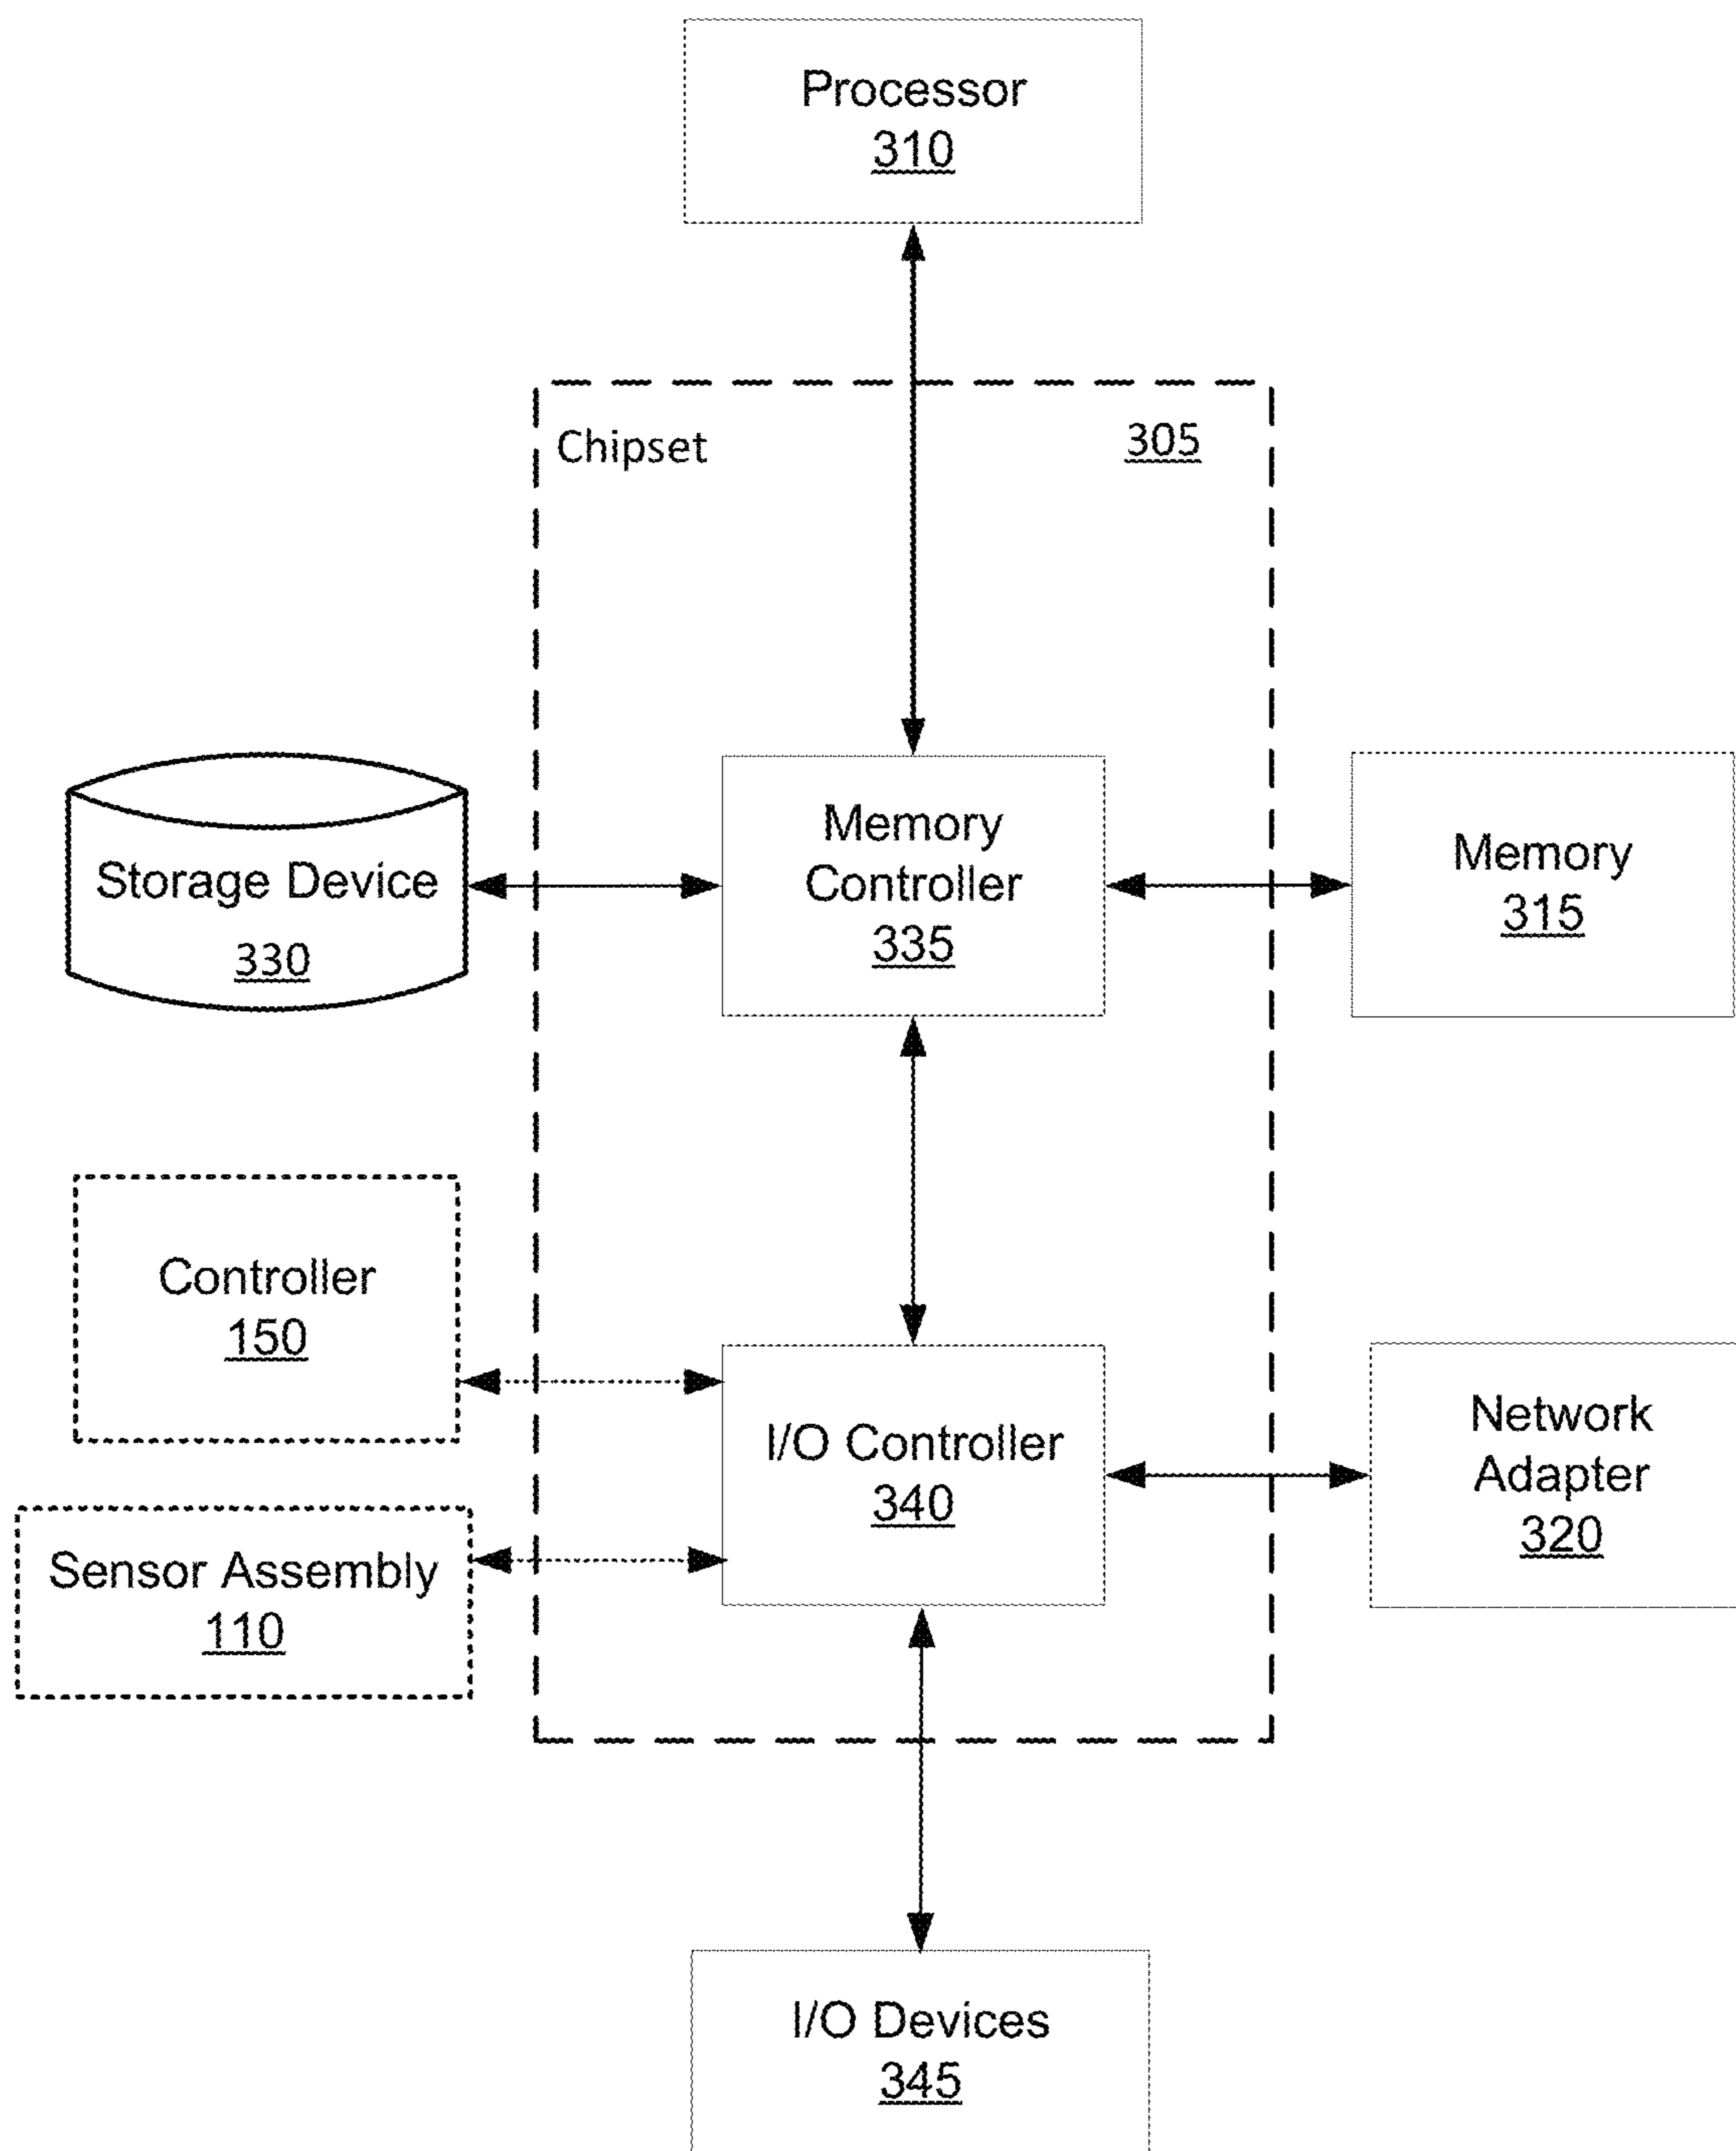 Processor
310
Chipset
305
Storage Device
330
Memory
Controller
335
Memory
315
Controller
150
I/O Controller
340
Network
Adapter
320
Sensor Assembly
110
I/O Devices
345